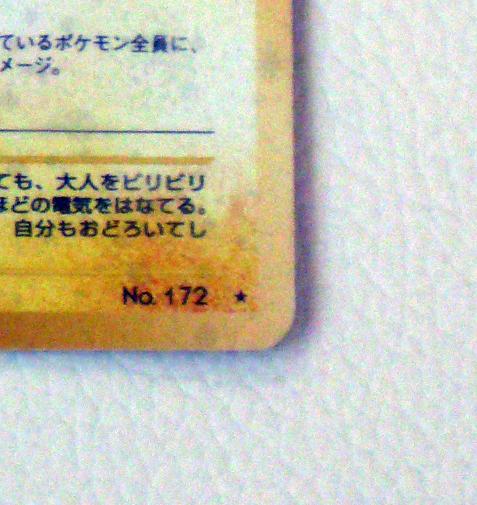 ているポケモン全員に、
メージ。
ても、大人をビリビリ
ほどの電気をはなてる。
自分もおどろいてし
No. 172 ★